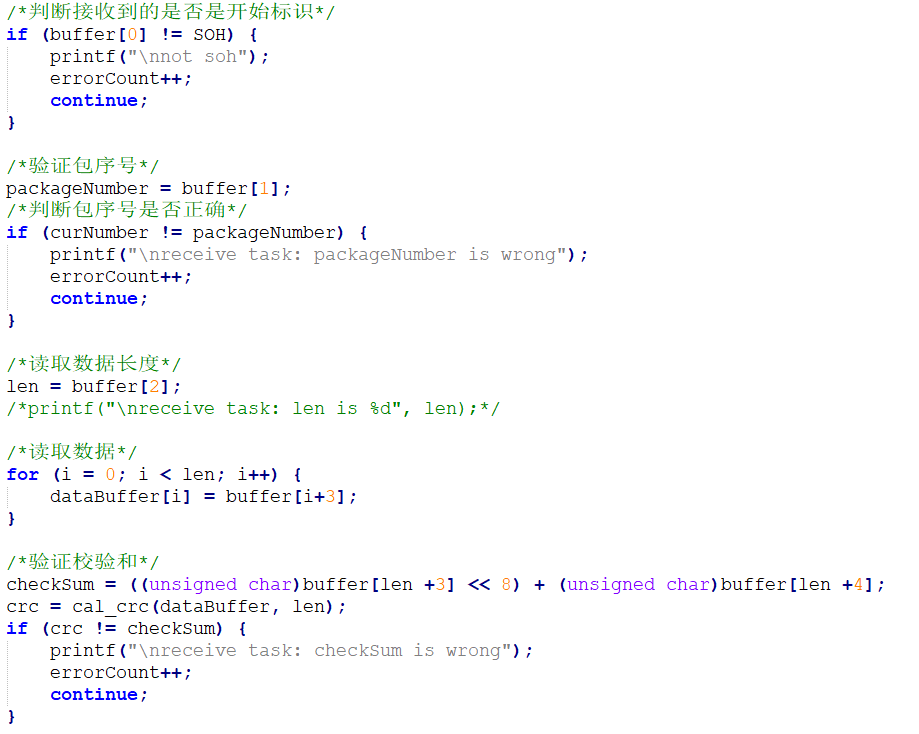 /*判断接收到的是否是开始标识*/
if (buffer[0] != SOH) {
    printf("\nnot soh");
    errorCount++;
    continue;
}

/*验证包序号*/
packageNumber = buffer[1];
/*判断包序号是否正确*/
if (curNumber != packageNumber) {
    printf("\nreceive task: packageNumber is wrong");
    errorCount++;
    continue;
}

/*读取数据长度*/
len = buffer[2];
/*printf("\nreceive task: len is %d", len);*/

/*读取数据*/
for (i = 0; i < len; i++) {
    dataBuffer[i] = buffer[i+3];
}

/*验证校验和*/
checkSum = ((unsigned char)buffer[len +3] << 8) + (unsigned char)buffer[len +4];
crc = cal_crc(dataBuffer, len);
if (crc != checkSum) {
    printf("\nreceive task: checkSum is wrong");
    errorCount++;
    continue;
}